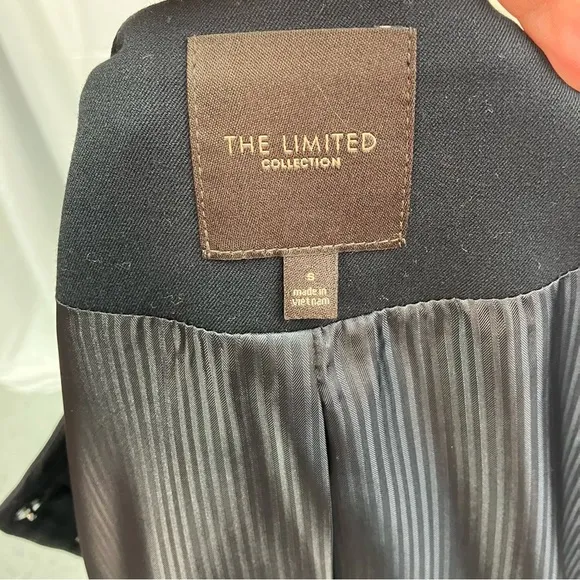 THE LIMITED
COLLECTION
S
made in
vietnam